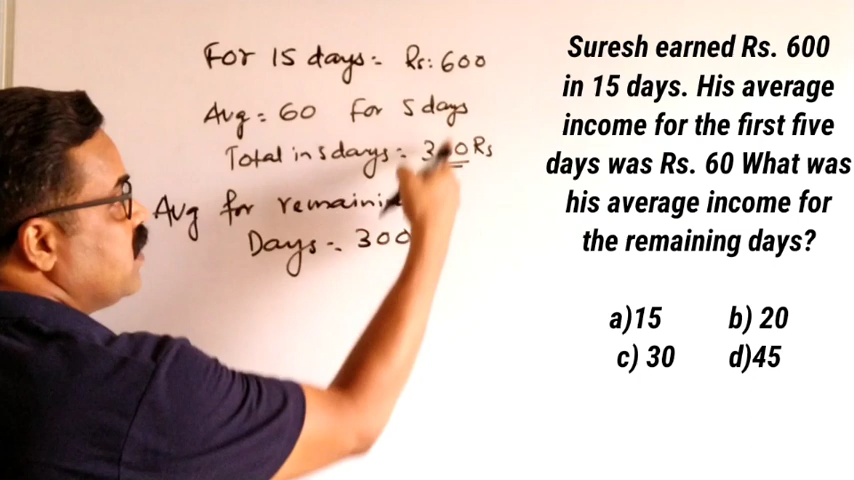 For 15 days = Rs: 600
Avg = 60 for 5 days
Total in 5 days = 300 Rs
Avg for
Days = 300
Suresh earned Rs. 600
in 15 days. His average
income for the first five
days was Rs. 60 What was
his average income for
the remaining days?
a)15 b) 20
c) 30 d)45